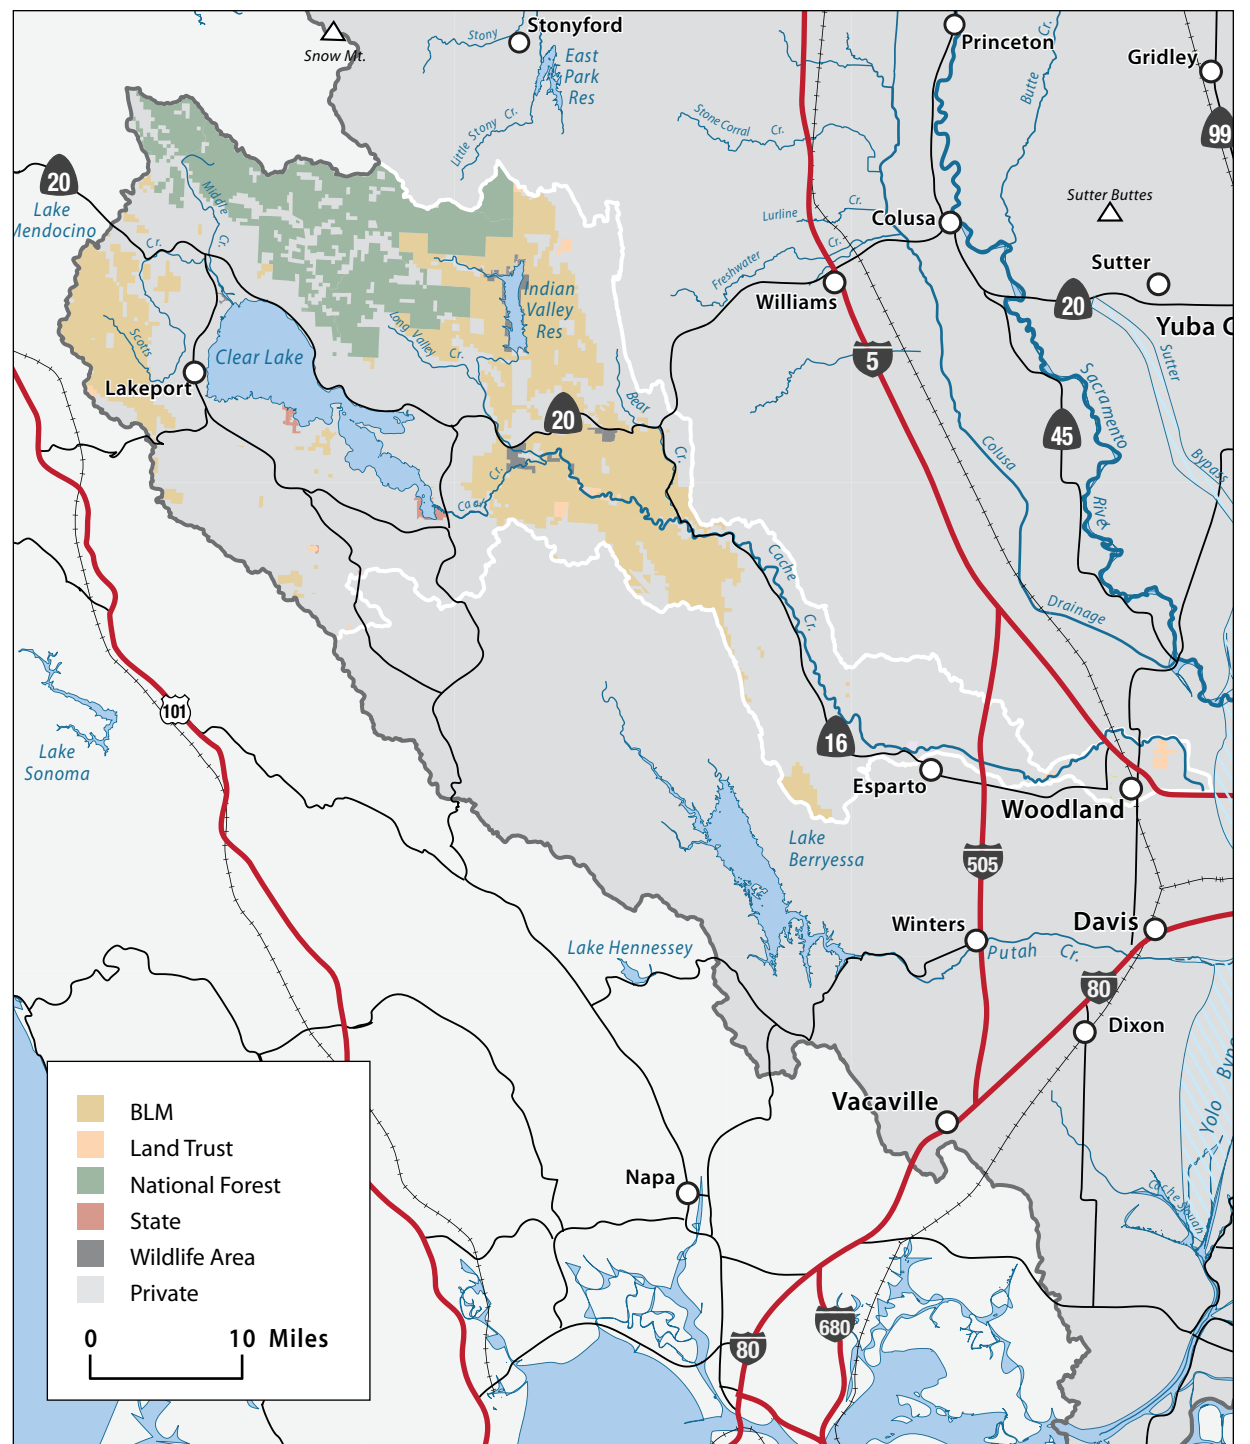 Stonyford
Snow Mt.
Stony
East
Park
Res
Little Stony Cr.
Princeton
Butte
Cr.
Gridley
99
Stone Corral Cr.
20
Lake
Mendocino
Middle
Cr.
Cr.
Scotts
Lurline Cr.
Colusa
Sutter Buttes
Freshwater
Cr.
Sutter
Williams
20
Yuba C
Indian
Valley
Res
Long Valley
Cr.
Clear Lake
Lakeport
5
Sutter
Bypass
Bear
Cr.
20
Sacramento
River
45
Colusa
Drainage
Cache
Cr.
Cache
Cr.
101
Lake
Sonoma
16
Esparto
Woodland
Lake
Berryessa
505
Winters
Davis
Lake Hennessey
Putah Cr.
80
Dixon
Vacaville
Yolo
Byp
Cache Slough
Napa
80
680
BLM
Land Trust
National Forest
State
Wildlife Area
Private
0 10 Miles